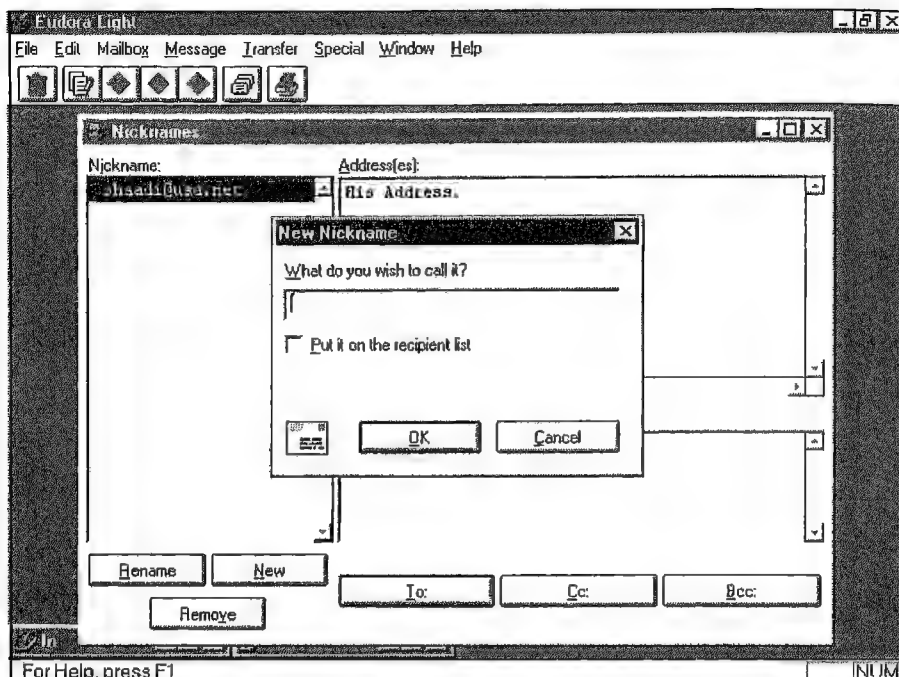 Eudora Light
File Edit Mailbox Message Transfer Special Window Help
Nicknames
Nickname: Address(es):
His Address.
New Nickname
What do you wish to call it?
Put it on the recipient list
OK Cancel
Rename New
Remove
To: Cc: Bcc:
In
For Help, press F1 NUM